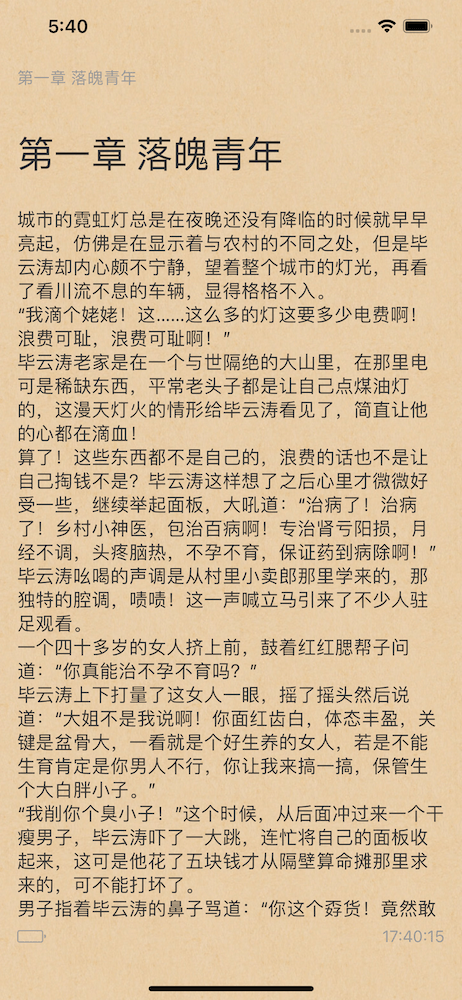 5:40
第一章 落魄青年
第一章 落魄青年
城市的霓虹灯总是在夜晚还没有降临的时候就早早
亮起，仿佛是在显示着与农村的不同之处，但是毕
云涛却内心颇不宁静，望着整个城市的灯光，再看
了看川流不息的车辆，显得格格不入。
“我滴个姥姥！这……这么多的灯这要多少电费啊！
浪费可耻，浪费可耻啊！”
毕云涛老家是在一个与世隔绝的大山里，在那里电
可是稀缺东西，平常老头子都是让自己点煤油灯
的，这漫天灯火的情形给毕云涛看见了，简直让他
的心都在滴血！
算了！这些东西都不是自己的，浪费的话也不是让
自己掏钱不是？毕云涛这样想了之后心里才微微好
受一些，继续举起面板，大吼道：“治病了！治病
了！乡村小神医，包治百病啊！专治肾亏阳损，月
经不调，头疼脑热，不孕不育，保证药到病除啊！”
毕云涛吆喝的声调是从村里小卖郎那里学来的，那
独特的腔调，啧啧！这一声喊立马引来了不少人驻
足观看。
一个四十多岁的女人挤上前，鼓着红红腮帮子问
道：“你真能治不孕不育吗？”
毕云涛上下打量了这女人一眼，摇了摇头然后说
道：“大姐不是我说啊！你面红齿白，体态丰盈，关
键是盆骨大，一看就是个好生养的女人，若是不能
生育肯定是你男人不行，你让我来搞一搞，保管生
个大白胖小子。”
“我削你个臭小子！”这个时候，从后面冲过来一个干
瘦男子，毕云涛吓了一大跳，连忙将自己的面板收
起来，这可是他花了五块钱才从隔壁算命摊那里求
来的，可不能打坏了。
男子指着毕云涛的鼻子骂道：“你这个孬货！竟然敢
17:40:15